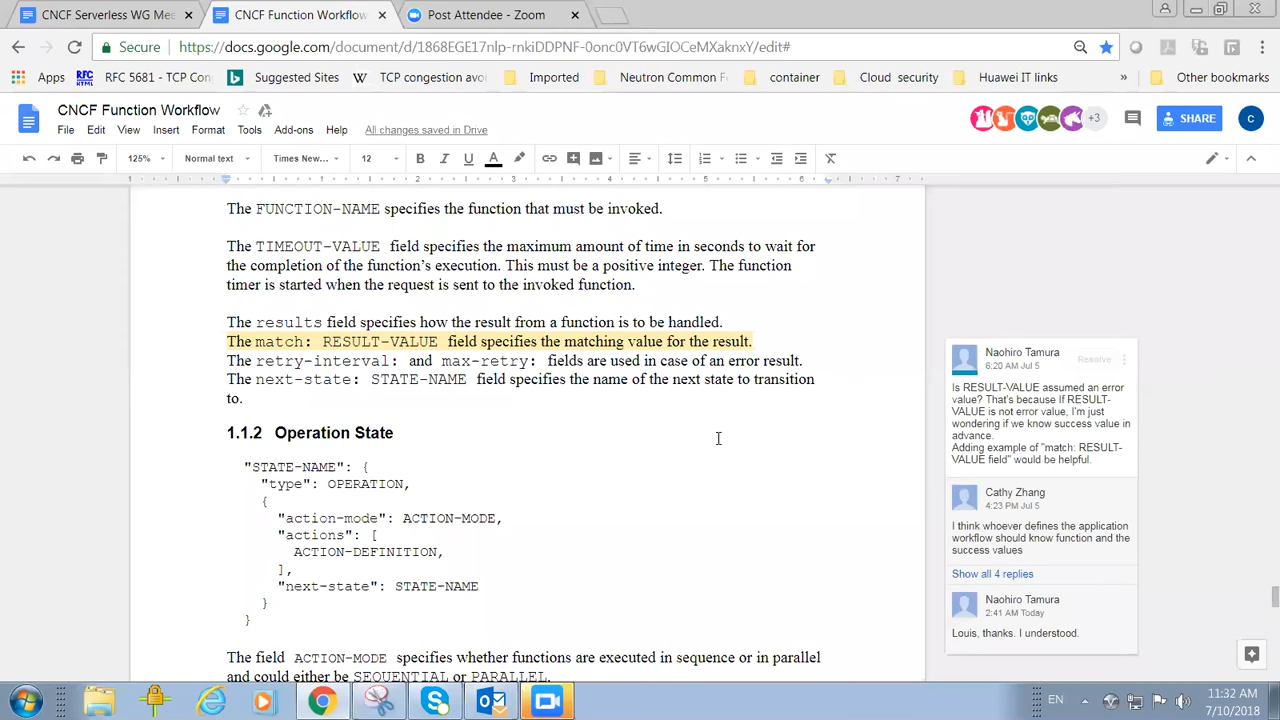 CNCF Serverless WG Mee
CNCF Function Workflow
Post Attendee - Zoom
Secure
https://docs.google.com/document/d/1868EGE17nlp-rnkiDDPNF-0onc0VT6wGIOCeMXaknxY/edit#
Apps
RFC 5681 - TCP Con
Suggested Sites
TCP congestion avoi
Imported
Neutron Common F
container
Cloud security
Huawei IT links
»
Other bookmarks
CNCF Function Workflow
File Edit View Insert Format Tools Add-ons Help All changes saved in Drive
+3
SHARE
C
125% Normal text Times New... 12
The FUNCTION-NAME specifies the function that must be invoked.
The TIMEOUT-VALUE field specifies the maximum amount of time in seconds to wait for
the completion of the function's execution. This must be a positive integer. The function
timer is started when the request is sent to the invoked function.
The results field specifies how the result from a function is to be handled.
The match: RESULT-VALUE field specifies the matching value for the result.
The retry-interval: and max-retry: fields are used in case of an error result.
The next-state: STATE-NAME field specifies the name of the next state to transition
to.
1.1.2 Operation State
"STATE-NAME": {
"type": OPERATION,
{
"action-mode": ACTION-MODE,
"actions": [
ACTION-DEFINITION,
],
"next-state": STATE-NAME
}
}
The field ACTION-MODE specifies whether functions are executed in sequence or in parallel
and could either be SEQUENTIAL or PARALLEL.
Naohiro Tamura
Resolve
6:20 AM Jul 5
Is RESULT-VALUE assumed an error
value? That's because If RESULT-
VALUE is not error value, I'm just
wondering if we know success value in
advance.
Adding example of "match: RESULT-
VALUE field" would be helpful.
Cathy Zhang
4:23 PM Jul 5
I think whoever defines the application
workflow should know function and the
success values
Show all 4 replies
Naohiro Tamura
2:41 AM Today
Louis, thanks. I understood.
EN
11:32 AM
7/10/2018